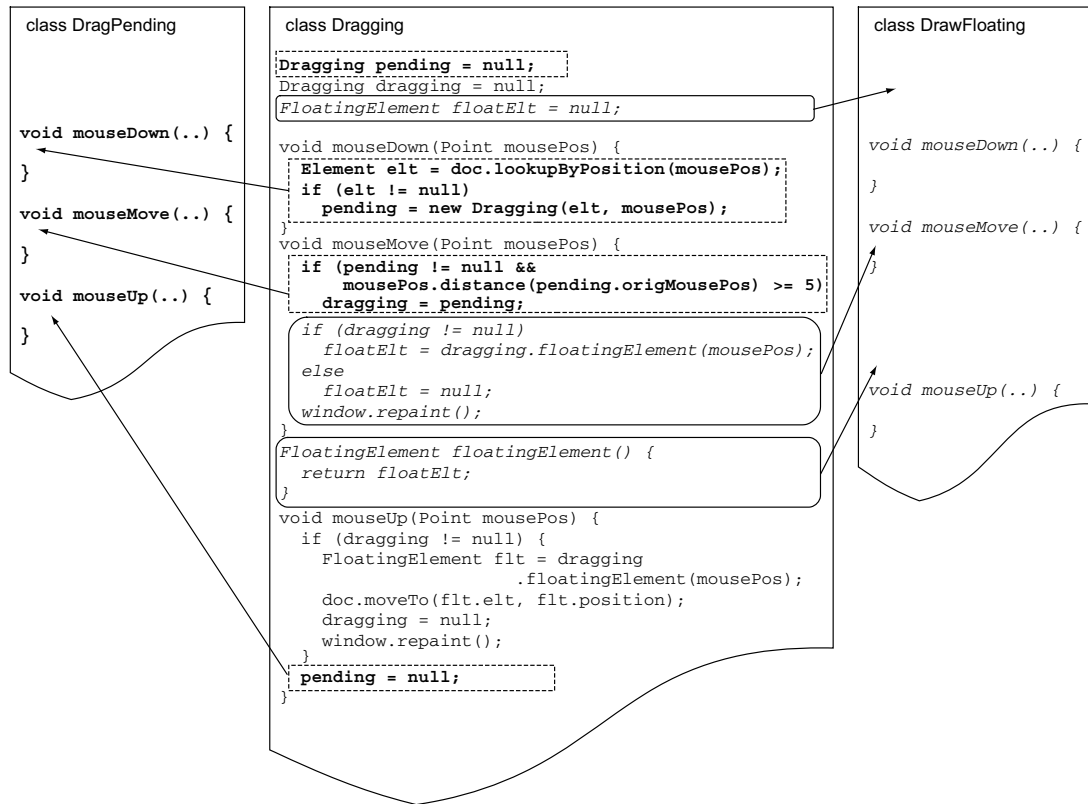 class DragPending
void mouseDown(..) {
}
void mouseMove(..) {
}
void mouseUp(..) {
}
class Dragging
Dragging pending = null;
Dragging dragging = null;
FloatingElement floatElt = null;
void mouseDown(Point mousePos) {
Element elt = doc.lookupByPosition(mousePos);
if (elt != null)
pending = new Dragging(elt, mousePos);
}
void mouseMove(Point mousePos) {
if (pending != null &&
mousePos.distance(pending.origMousePos) >= 5)
dragging = pending;
if (dragging != null)
floatElt = dragging.floatingElement(mousePos);
else
floatElt = null;
window.repaint();
}
FloatingElement floatingElement() {
return floatElt;
}
void mouseUp(Point mousePos) {
if (dragging != null) {
FloatingElement flt = dragging
.floatingElement(mousePos);
doc.moveTo(flt.elt, flt.position);
dragging = null;
window.repaint();
}
pending = null;
}
class DrawFloating
void mouseDown(..) {
}
void mouseMove(..) {
}
void mouseUp(..) {
}